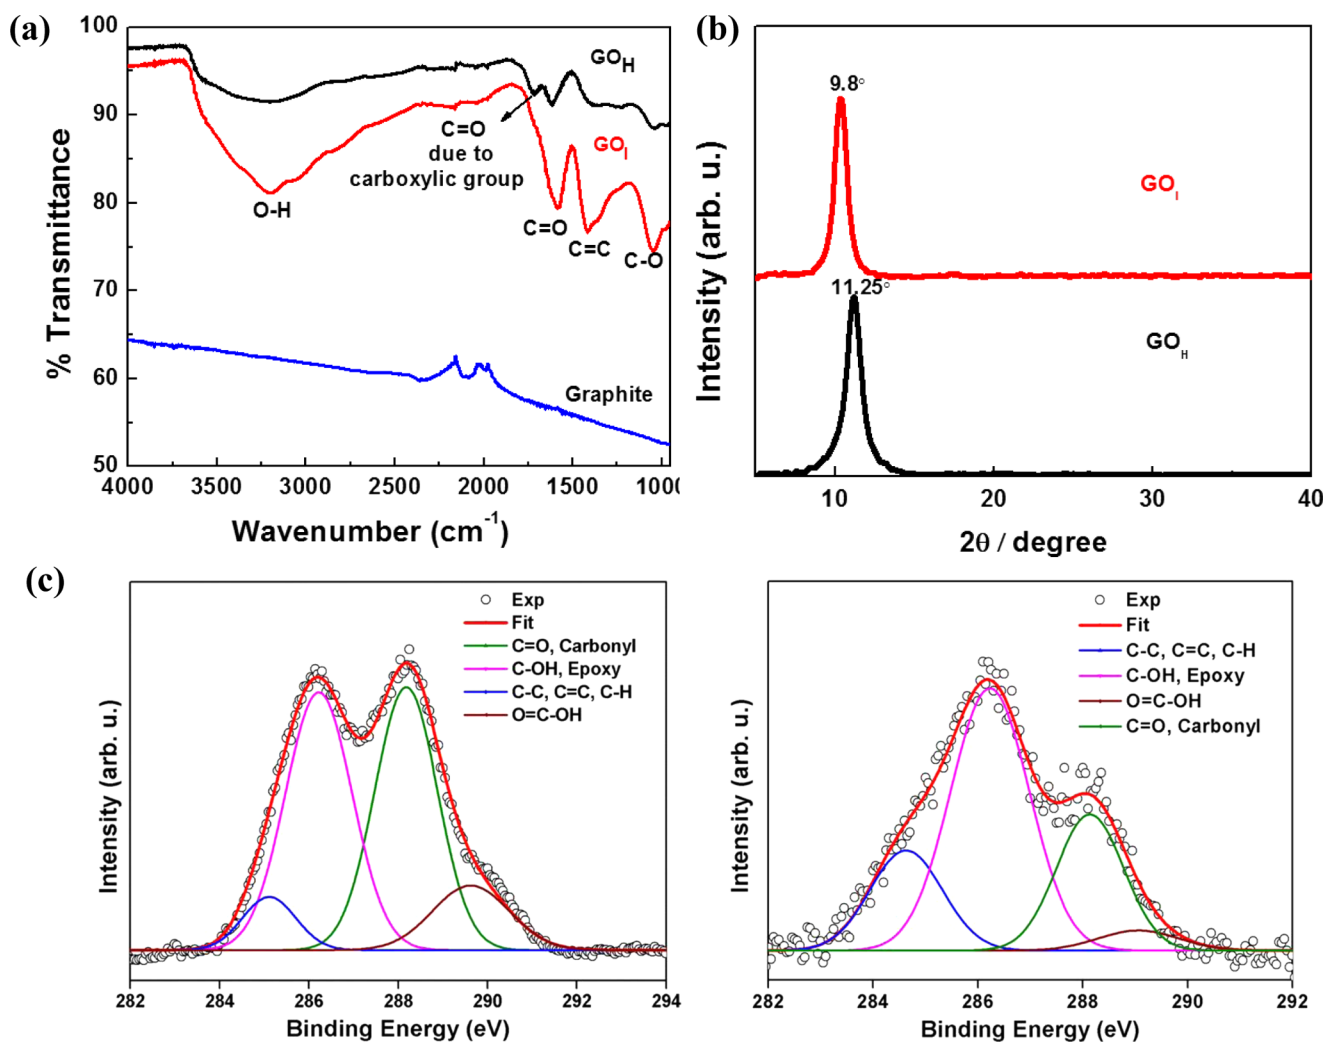 (a)
100
90
80
70
60
50
% Transmittance
GOH
C=O
due to
carboxylic group
GOI
O-H
C=O
C=C
C-O
Graphite
4000 3500 3000 2500 2000 1500 1000
Wavenumber (cm-1)
(b)
Intensity (arb. u.)
9.8°
GOI
11.25°
GOH
10 20 30 40
2θ / degree
(c)
Intensity (arb. u.)
Exp
Fit
C=O, Carbonyl
C-OH, Epoxy
C-C, C=C, C-H
O=C-OH
282 284 286 288 290 292 294
Binding Energy (eV)
Intensity (arb. u.)
Exp
Fit
C-C, C=C, C-H
C-OH, Epoxy
O=C-OH
C=O, Carbonyl
282 284 286 288 290 292
Binding Energy (eV)